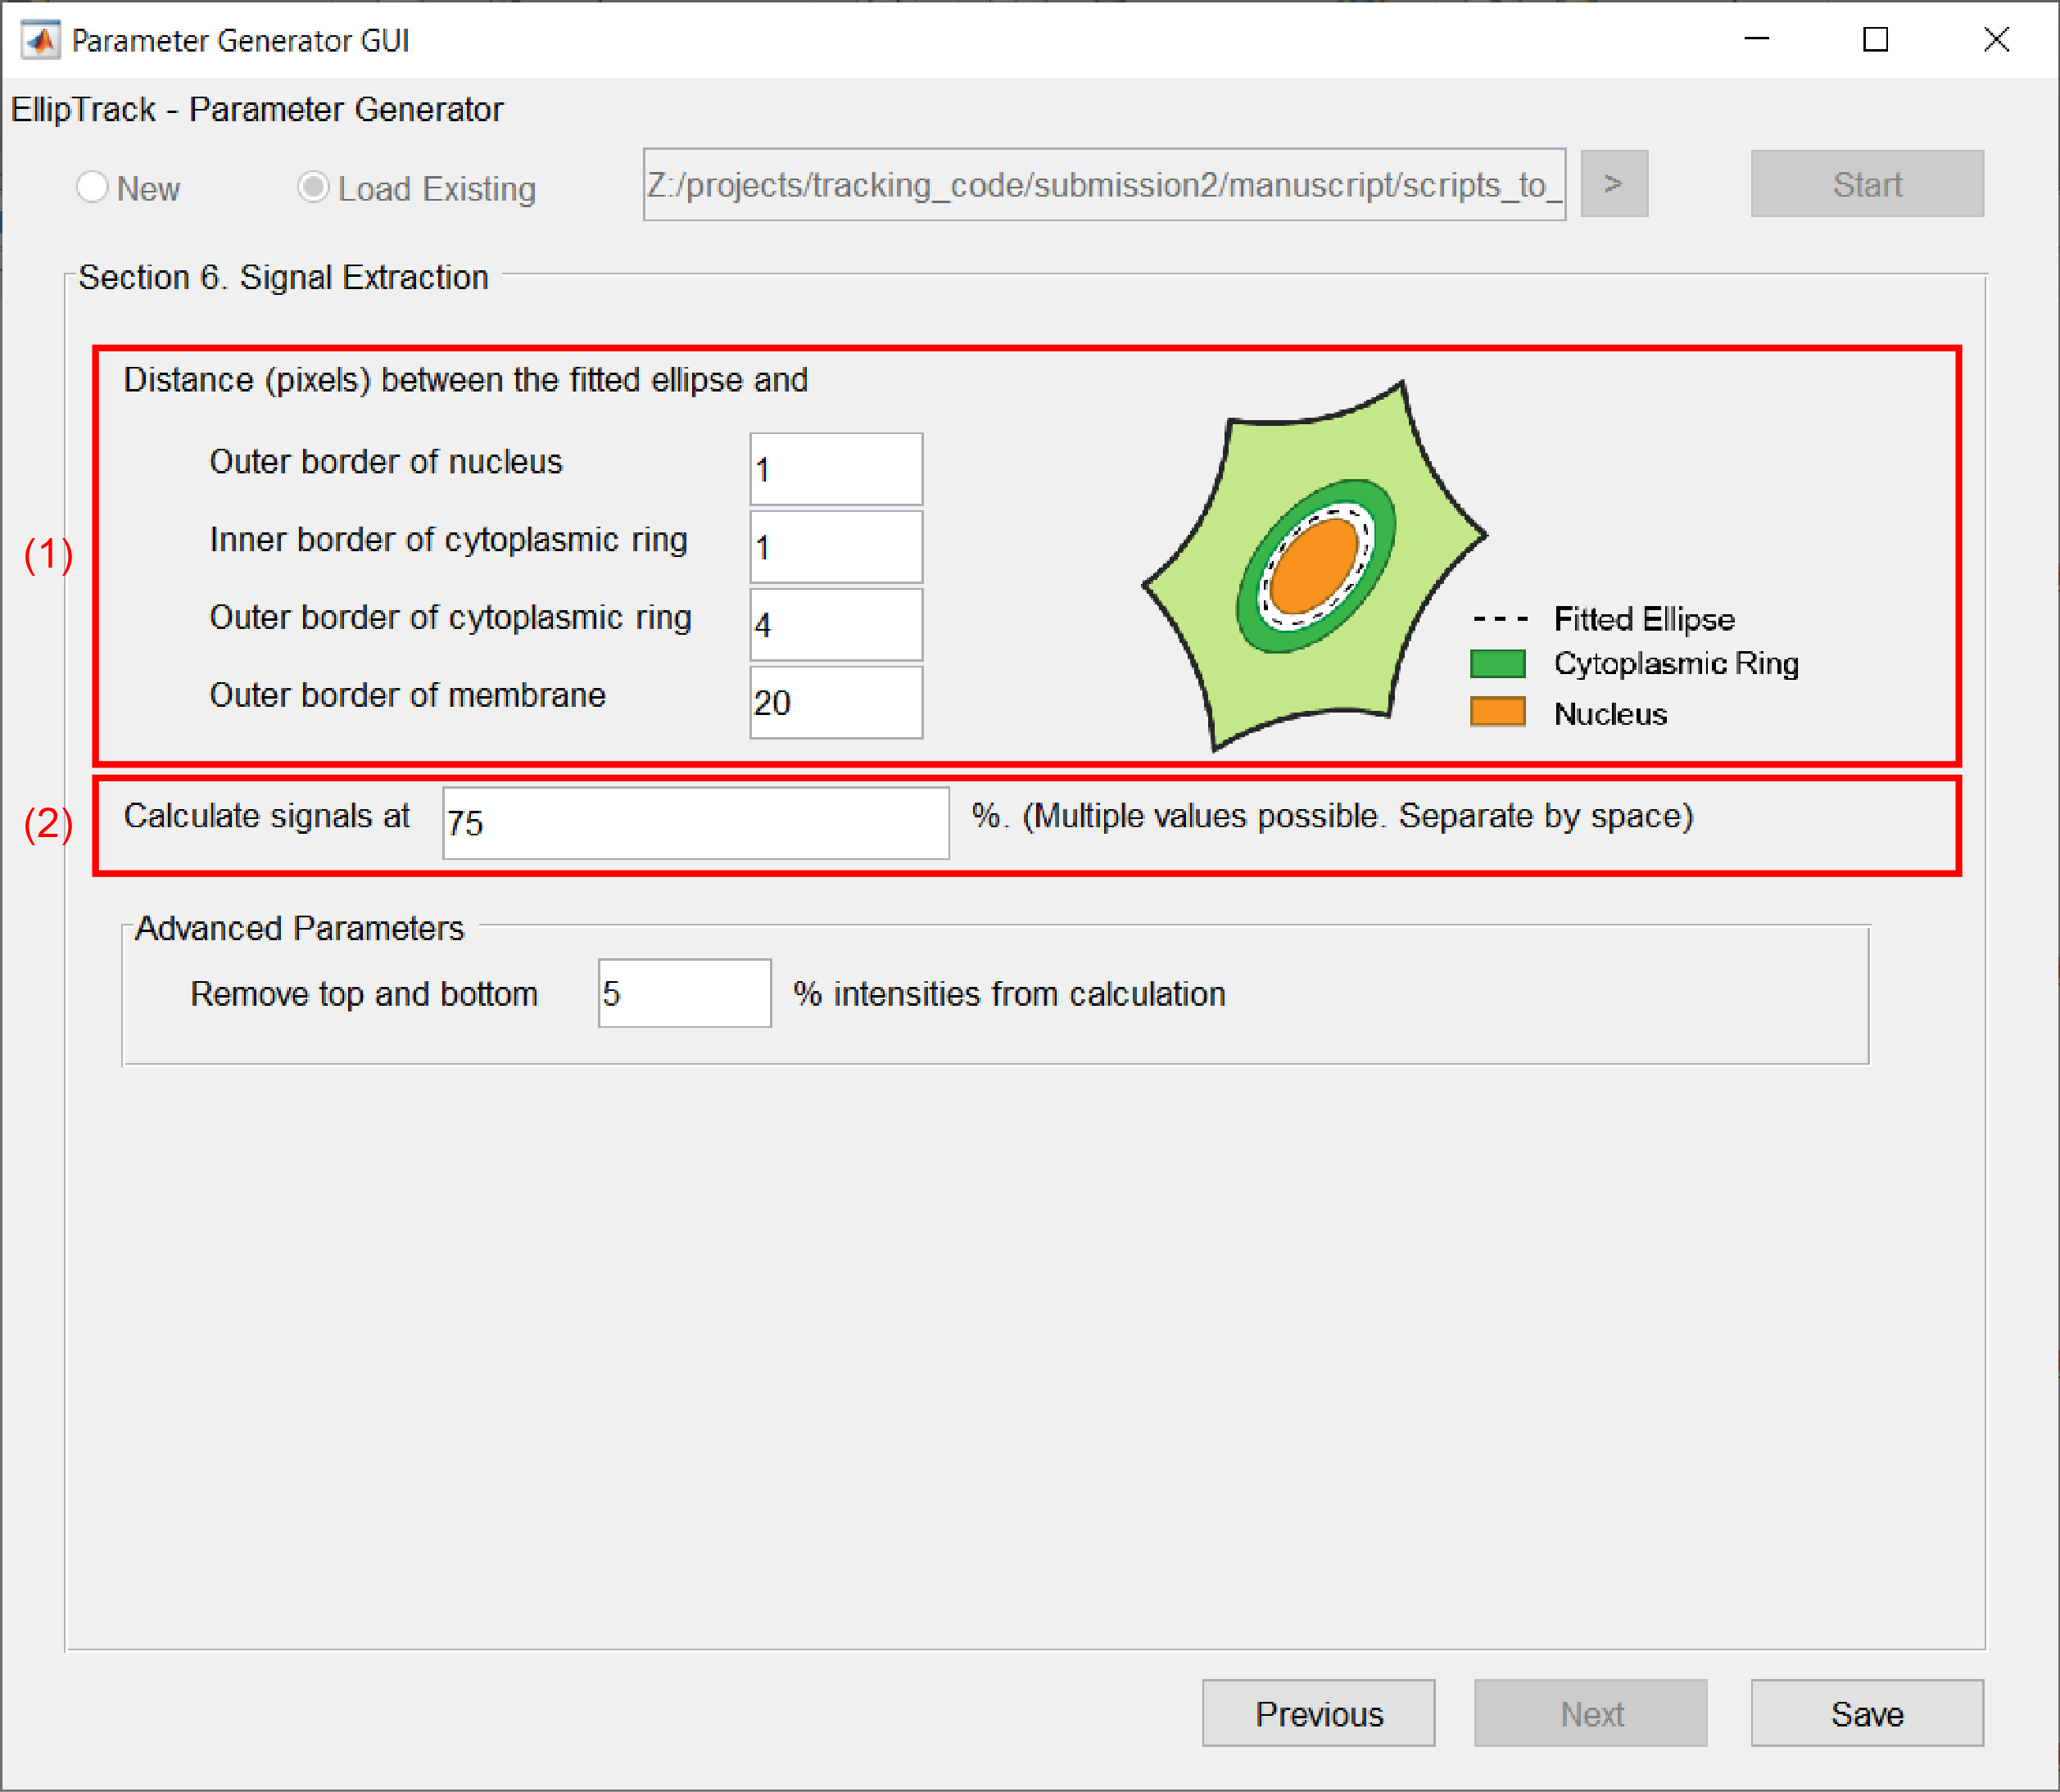 Parameter Generator GUI
EllipTrack - Parameter Generator
New Load Existing Z:/projects/tracking_code/submission2/manuscript/scripts_to_ > Start
Section 6. Signal Extraction
(1)
Distance (pixels) between the fitted ellipse and
Outer border of nucleus 1
Inner border of cytoplasmic ring 1
Outer border of cytoplasmic ring 4
Outer border of membrane 20
Fitted Ellipse
Cytoplasmic Ring
Nucleus
(2)
Calculate signals at 75 %. (Multiple values possible. Separate by space)
Advanced Parameters
Remove top and bottom 5 % intensities from calculation
Previous Next Save